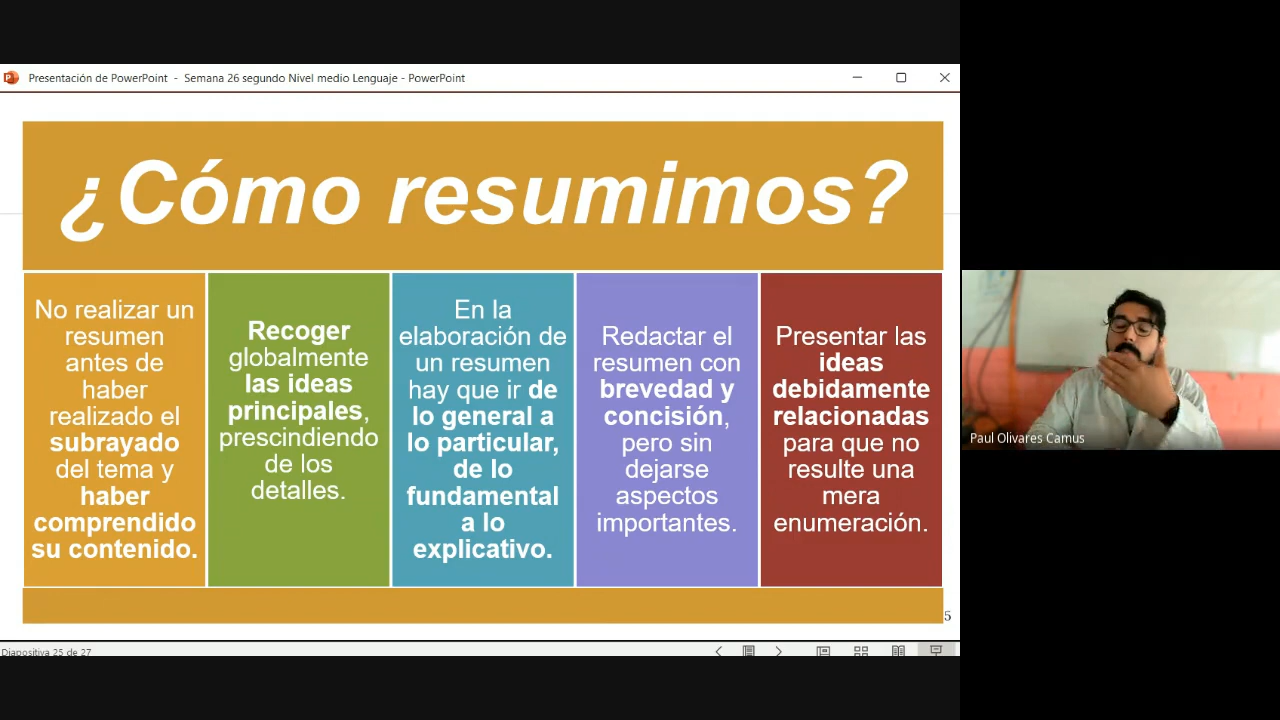 Presentación de PowerPoint - Semana 26 segundo Nivel medio Lenguaje - PowerPoint
¿Cómo resumimos?
No realizar un
resumen
antes de
haber
realizado el
subrayado
del tema y
haber
comprendido
su contenido.
Recoger
globalmente
las ideas
principales,
prescindiendo
de los
detalles.
En la
elaboración de
un resumen
hay que ir de
lo general a
lo particular,
de lo
fundamental
a lo
explicativo.
Redactar el
resumen con
brevedad y
concisión,
pero sin
dejarse
aspectos
importantes.
Presentar las
ideas
debidamente
relacionadas
para que no
resulte una
mera
enumeración.
5
Diapositiva 25 de 27
Paul Olivares Camus